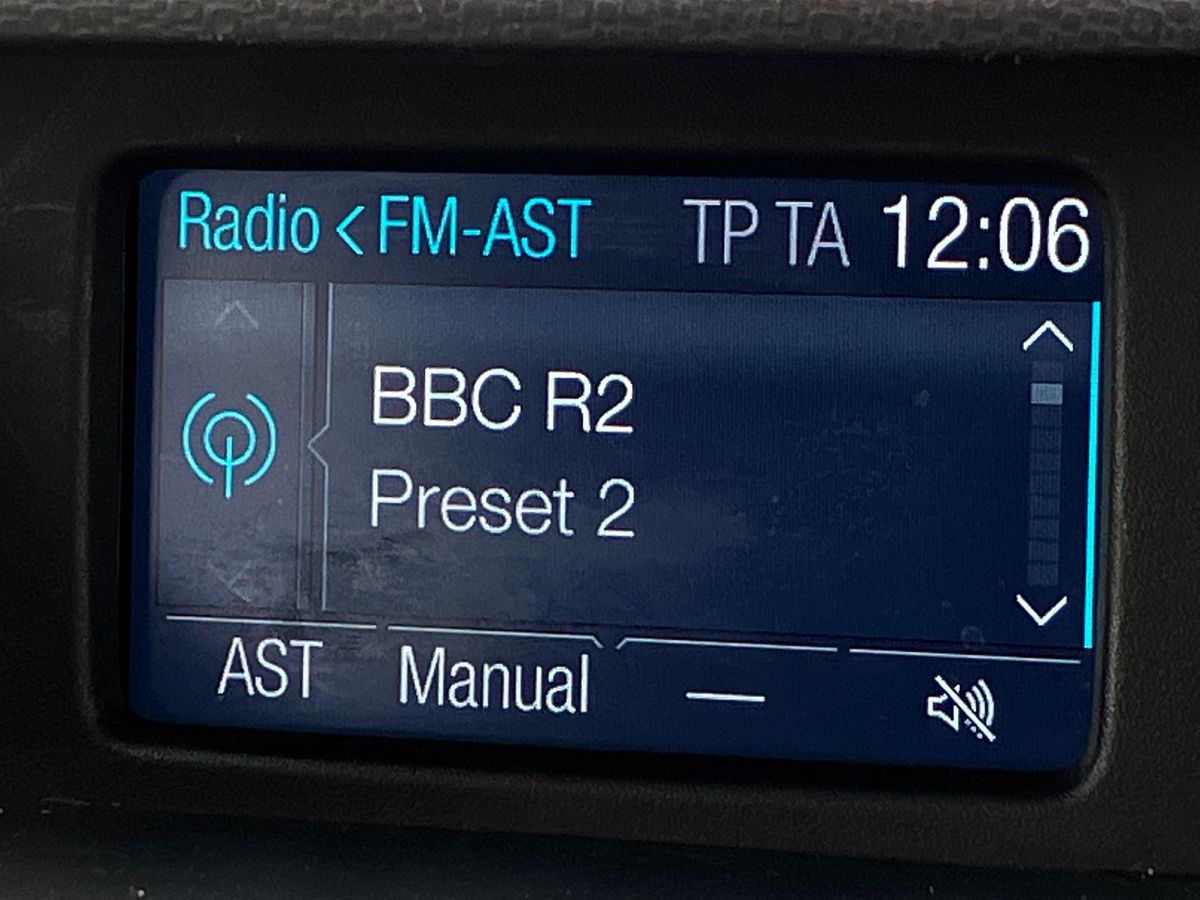 Radio < FM-AST TP TA 12:06
BBC R2
Preset 2
AST Manual —